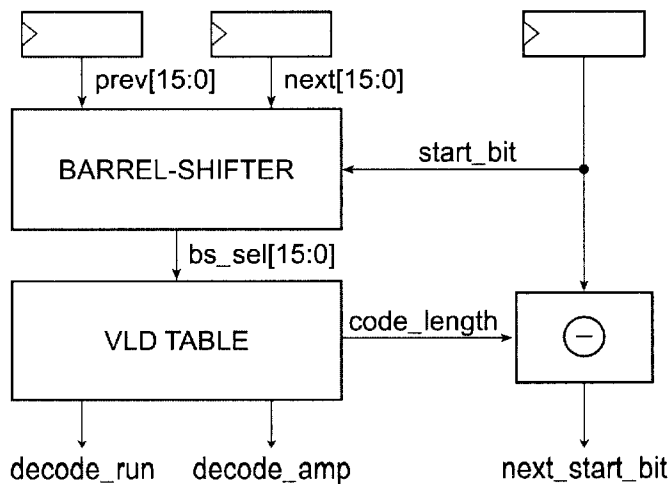 prev[15:0] next[15:0]
BARREL-SHIFTER
start_bit
bs_sel[15:0]
VLD TABLE
code_length
−
decode_run decode_amp next_start_bit